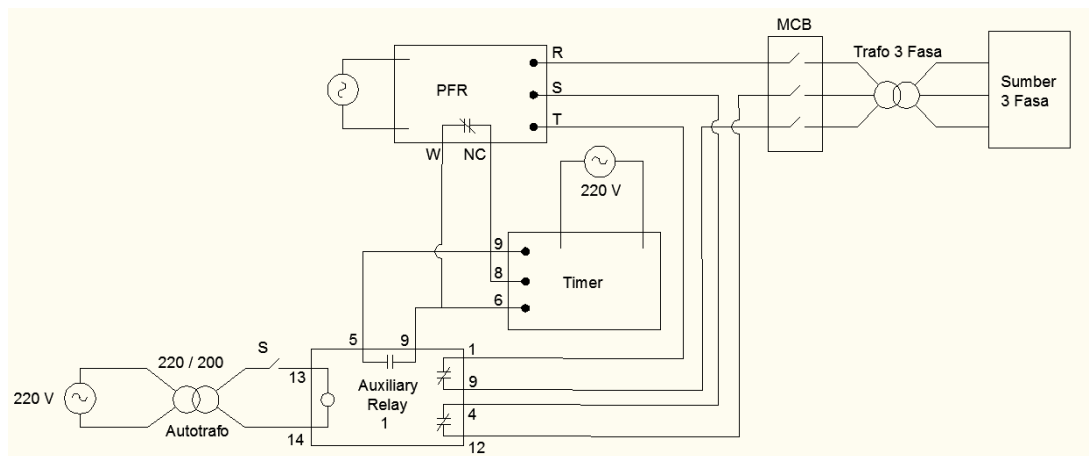 MCB
R
Trafo 3 Fasa
PFR
S
Sumber
3 Fasa
T
W
NC
220 V
9
8
Timer
6
5
9
S
1
220 / 200
13
9
Auxiliary
Relay
1
220 V
4
Autotrafo
14
12